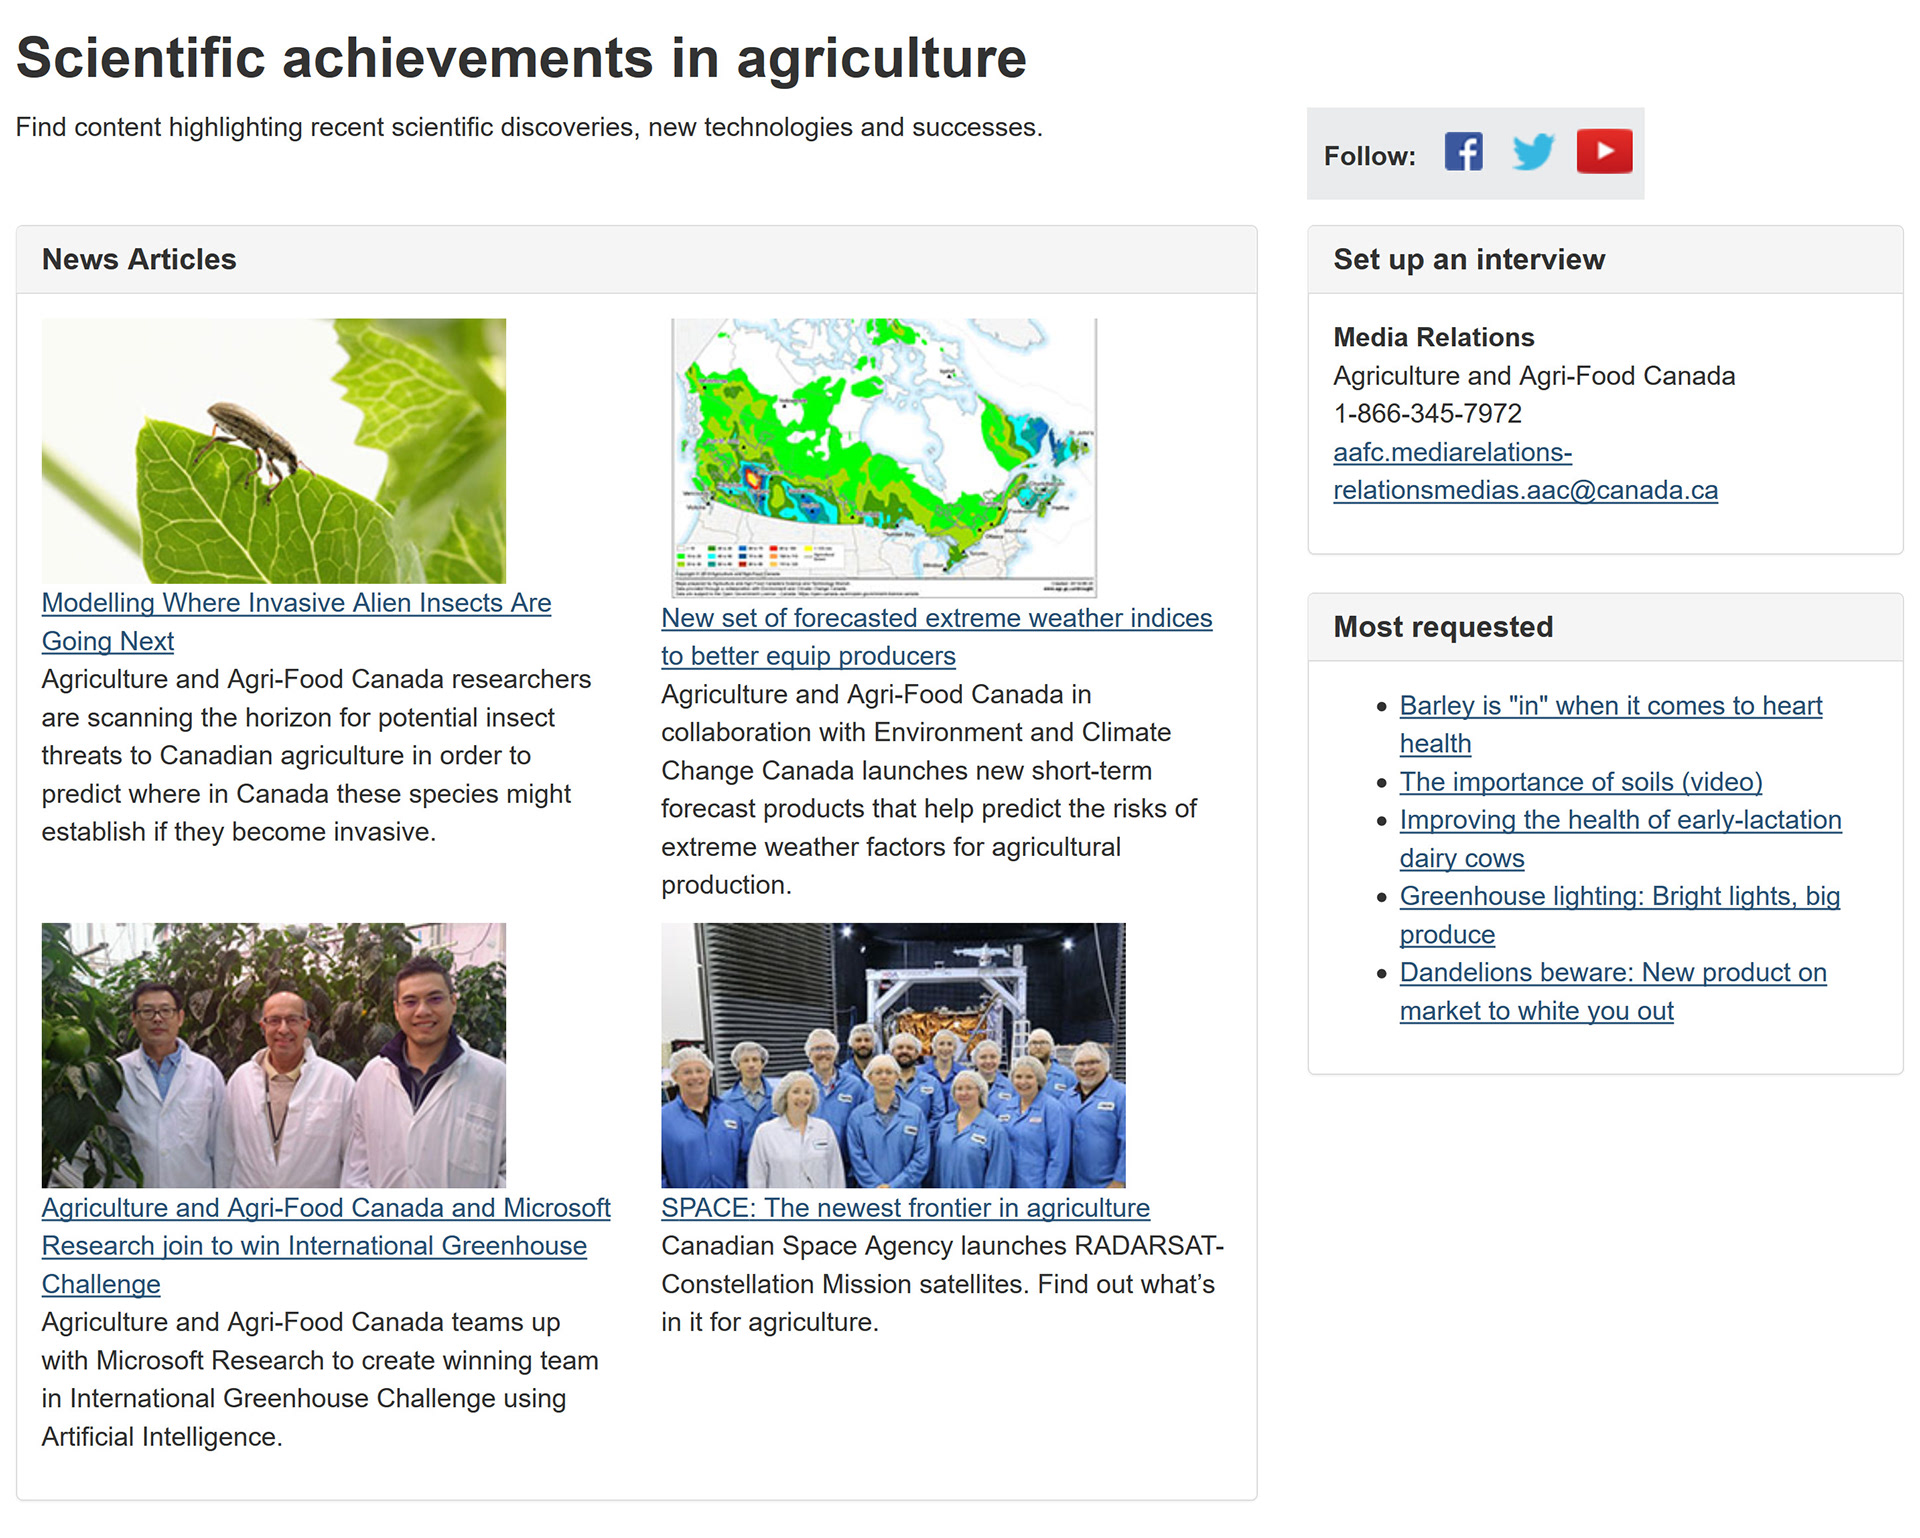 Scientific achievements in agriculture
Find content highlighting recent scientific discoveries, new technologies and successes.
Follow:
News Articles
Modelling Where Invasive Alien Insects Are
Going Next
Agriculture and Agri-Food Canada researchers
are scanning the horizon for potential insect
threats to Canadian agriculture in order to
predict where in Canada these species might
establish if they become invasive.
New set of forecasted extreme weather indices
to better equip producers
Agriculture and Agri-Food Canada in
collaboration with Environment and Climate
Change Canada launches new short-term
forecast products that help predict the risks of
extreme weather factors for agricultural
production.
Agriculture and Agri-Food Canada and Microsoft
Research join to win International Greenhouse
Challenge
Agriculture and Agri-Food Canada teams up
with Microsoft Research to create winning team
in International Greenhouse Challenge using
Artificial Intelligence.
SPACE: The newest frontier in agriculture
Canadian Space Agency launches RADARSAT-
Constellation Mission satellites. Find out what’s
in it for agriculture.
Set up an interview
Media Relations
Agriculture and Agri-Food Canada
1-866-345-7972
aafc.mediarelations-
relationsmedias.aac@canada.ca
Most requested
Barley is "in" when it comes to heart
health
The importance of soils (video)
Improving the health of early-lactation
dairy cows
Greenhouse lighting: Bright lights, big
produce
Dandelions beware: New product on
market to white you out